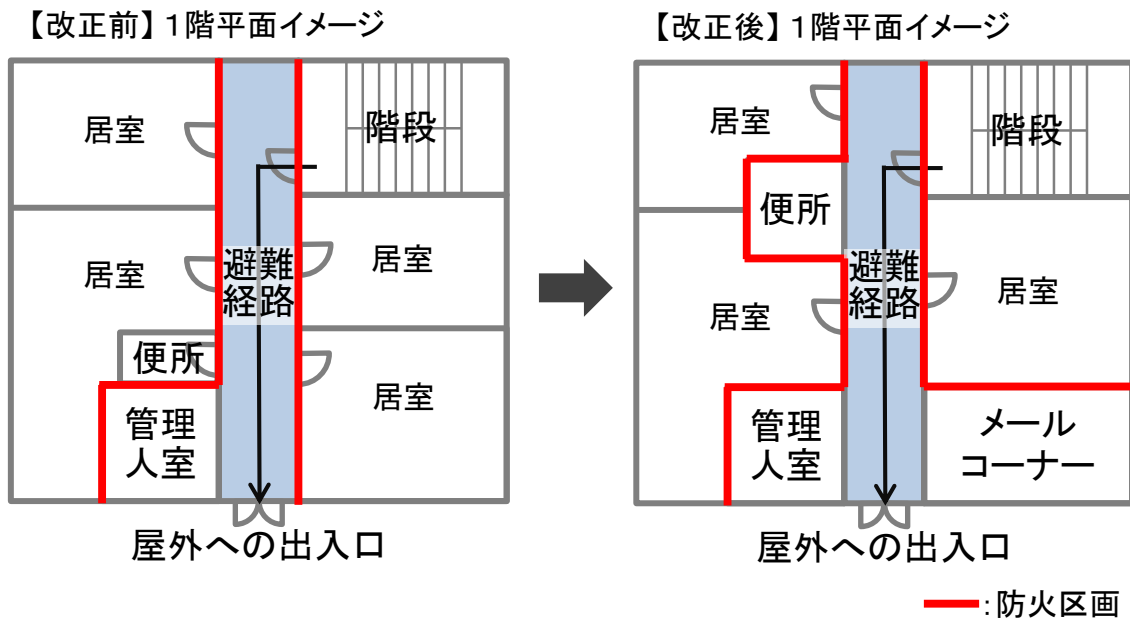 【改正前】1階平面イメージ
居室
階段
居室
避難
経路
居室
便所
管理
人室
居室
屋外への出入口
【改正後】1階平面イメージ
居室
階段
便所
居室
避難
経路
居室
管理
人室
メール
コーナー
屋外への出入口
:防火区画